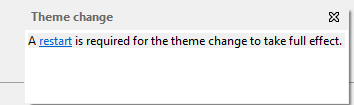 Theme change
A restart is required for the theme change to take full effect.